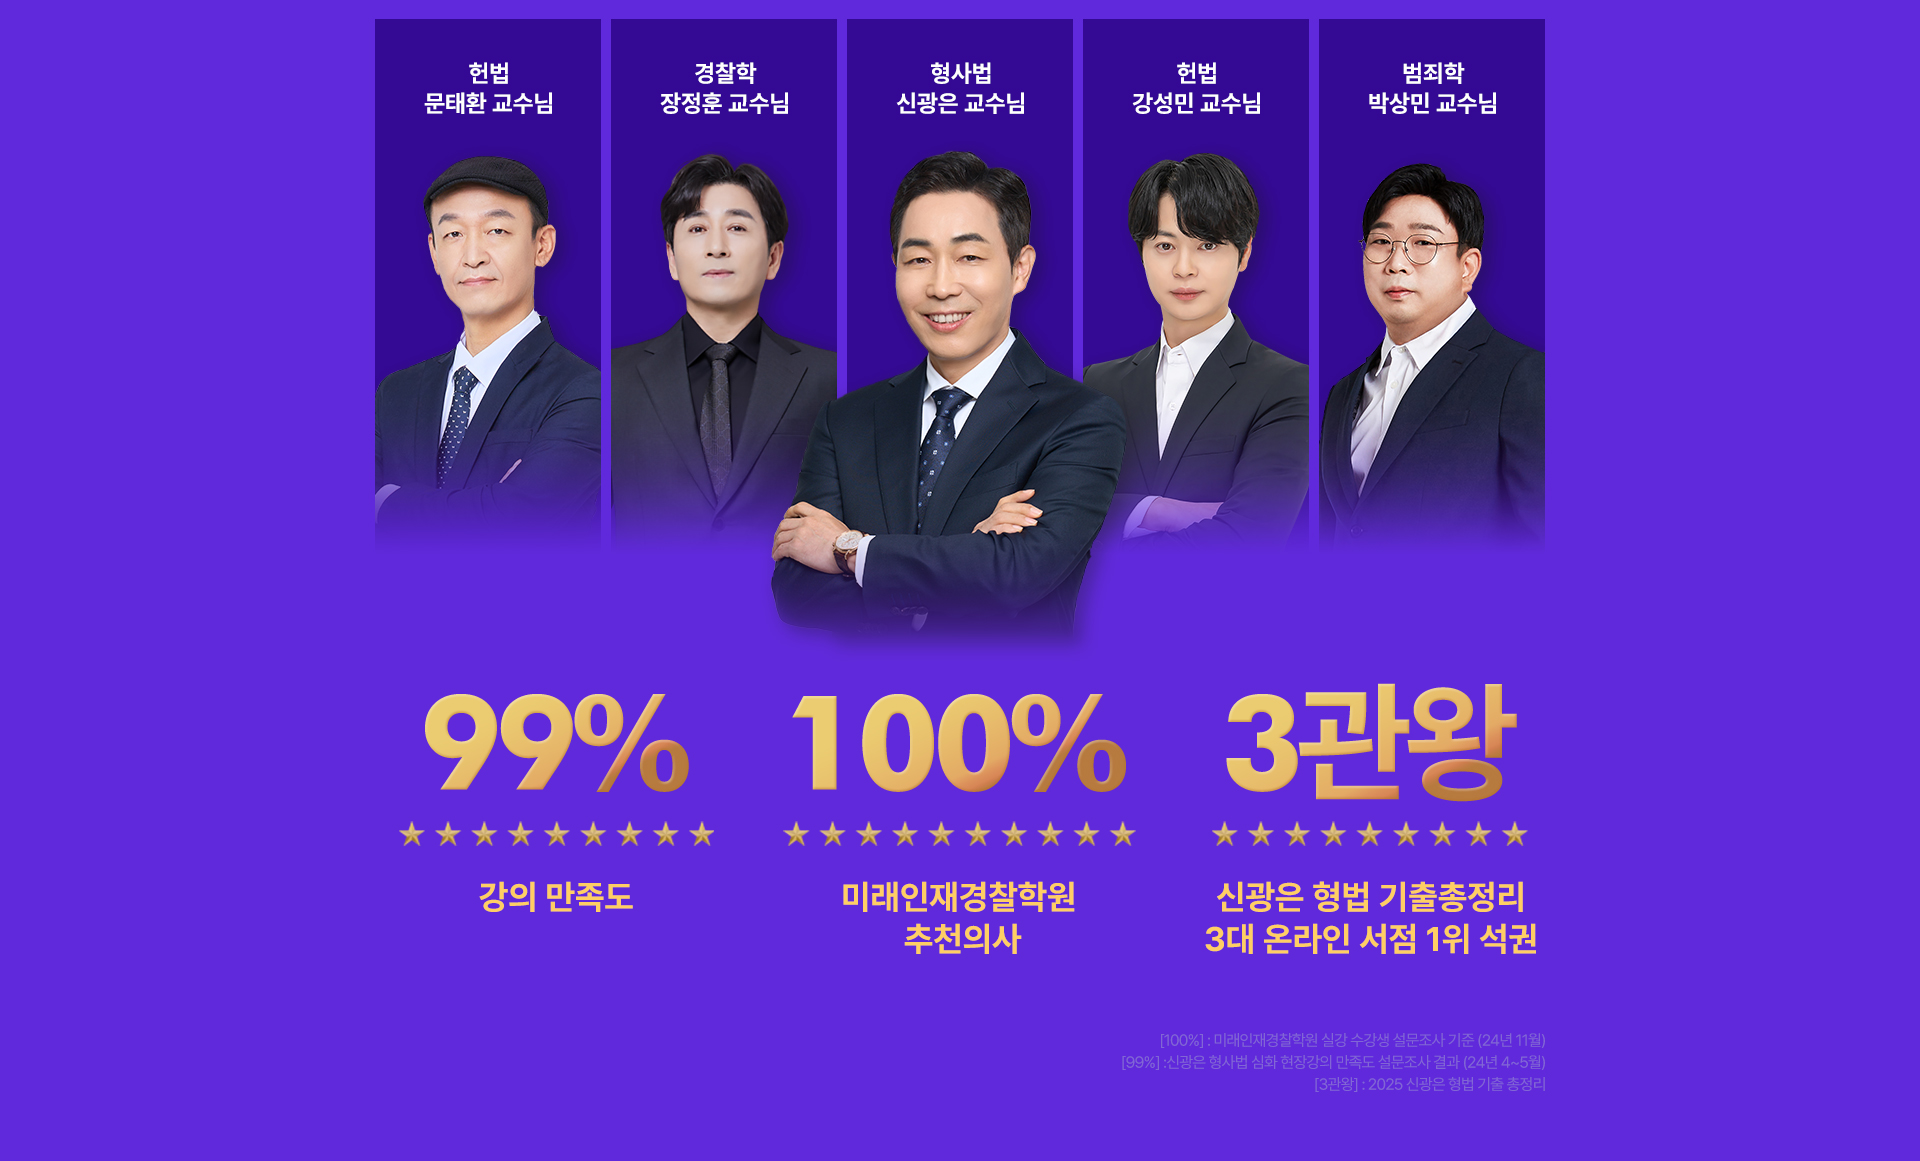 헌법
문태환 교수님
경찰학
장정훈 교수님
형사법
신광은 교수님
헌법
강성민 교수님
범죄학
박상민 교수님
99%
강의 만족도
100%
미래인재경찰학원
추천의사
3관왕
신광은 형법 기출총정리
3대 온라인 서점 1위 석권
[100%] : 미래인재경찰학원 실강 수강생 설문조사 기준 (24년 11월)
[99%] :신광은 형사법 심화 현장강의 만족도 설문조사 결과 (24년 4~5월)
[3관왕] : 2025 신광은 형법 기출 총정리